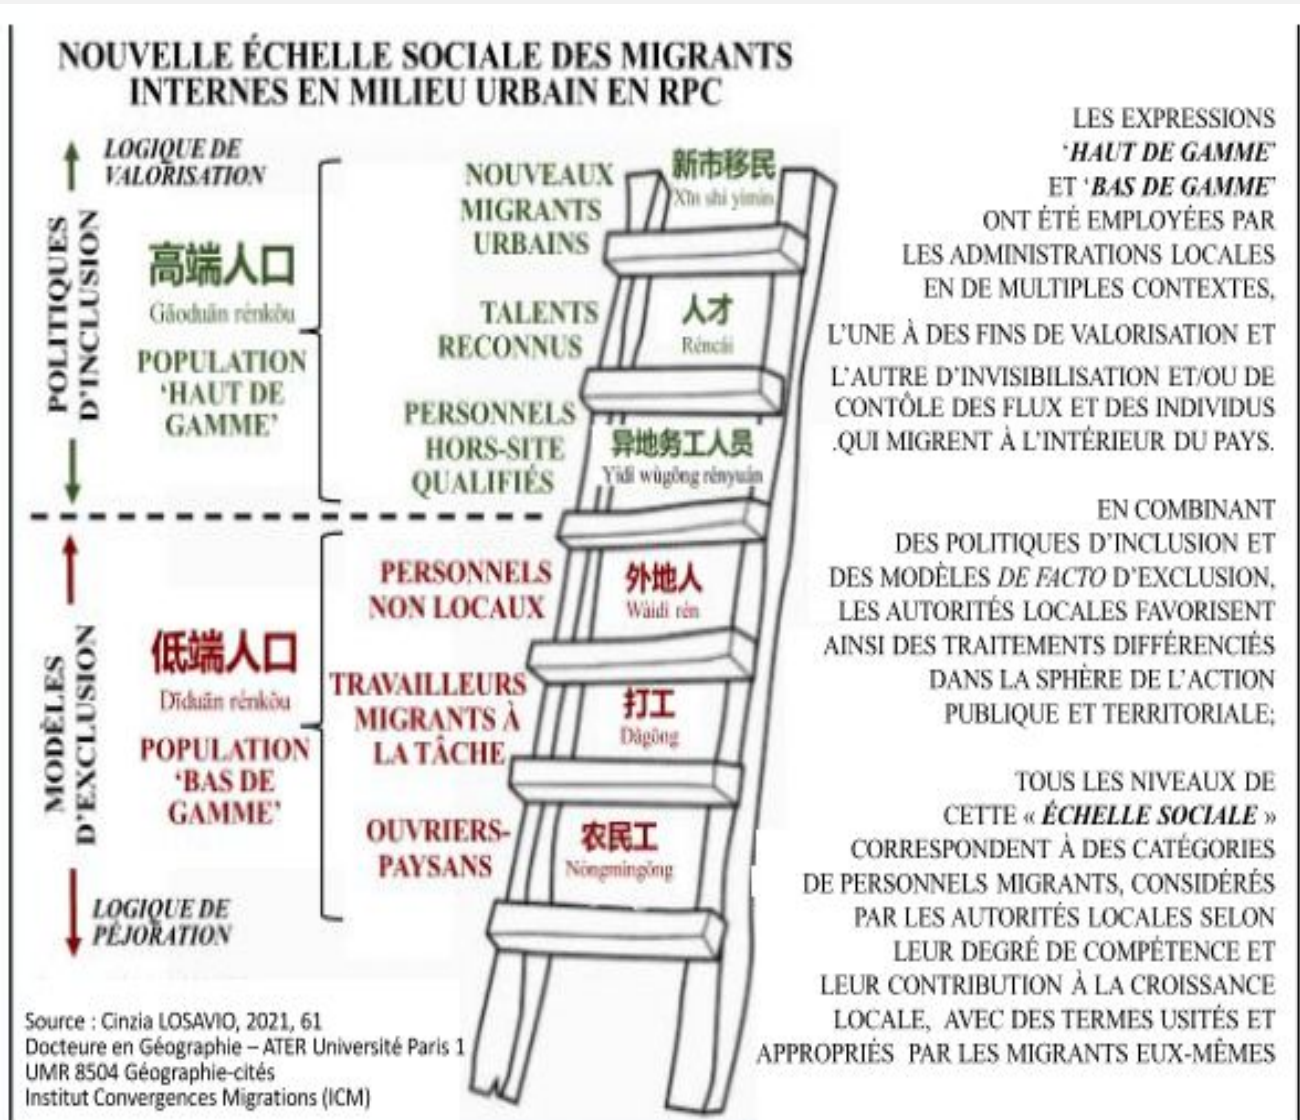 NOUVELLE ÉCHELLE SOCIALE DES MIGRANTS
INTERNES EN MILIEU URBAIN EN RPC
LOGIQUE DE
VALORISATION
POLITIQUES
D'INCLUSION
高端人口
Gāoduān rénkǒu
POPULATION
'HAUT DE
GAMME'
NOUVEAUX
MIGRANTS
URBAINS
新市移民
Xīn shì yímín
TALENTS
RECONNUS
人才
Réncái
PERSONNELS
HORS-SITE
QUALIFIÉS
异地务工人员
Yìdì wùgōng rényuán
MODÈLES
D'EXCLUSION
低端人口
Dīduān rénkǒu
POPULATION
'BAS DE
GAMME'
LOGIQUE DE
PÉJORATION
PERSONNELS
NON LOCAUX
外地人
Wàidì rén
TRAVAILLEURS
MIGRANTS À
LA TÂCHE
打工
Dǎgōng
OUVRIERS-
PAYSANS
农民工
Nóngmíngōng
LES EXPRESSIONS
'HAUT DE GAMME'
ET 'BAS DE GAMME'
ONT ÉTÉ EMPLOYÉES PAR
LES ADMINISTRATIONS LOCALES
EN DE MULTIPLES CONTEXTES,
L'UNE À DES FINS DE VALORISATION ET
L'AUTRE D'INVISIBILISATION ET/OU DE
CONTÔLE DES FLUX ET DES INDIVIDUS
.QUI MIGRENT À L'INTÉRIEUR DU PAYS.
EN COMBINANT
DES POLITIQUES D'INCLUSION ET
DES MODÈLES DE FACTO D'EXCLUSION,
LES AUTORITÉS LOCALES FAVORISENT
AINSI DES TRAITEMENTS DIFFÉRENCIÉS
DANS LA SPHÈRE DE L'ACTION
PUBLIQUE ET TERRITORIALE;
TOUS LES NIVEAUX DE
CETTE « ÉCHELLE SOCIALE »
CORRESPONDENT À DES CATÉGORIES
DE PERSONNELS MIGRANTS, CONSIDÉRÉS
PAR LES AUTORITÉS LOCALES SELON
LEUR DEGRÉ DE COMPÉTENCE ET
LEUR CONTRIBUTION À LA CROISSANCE
LOCALE, AVEC DES TERMES USITÉS ET
APPROPRIÉS PAR LES MIGRANTS EUX-MÊMES
Source : Cinzia LOSAVIO, 2021, 61
Docteure en Géographie – ATER Université Paris 1
UMR 8504 Géographie-cités
Institut Convergences Migrations (ICM)